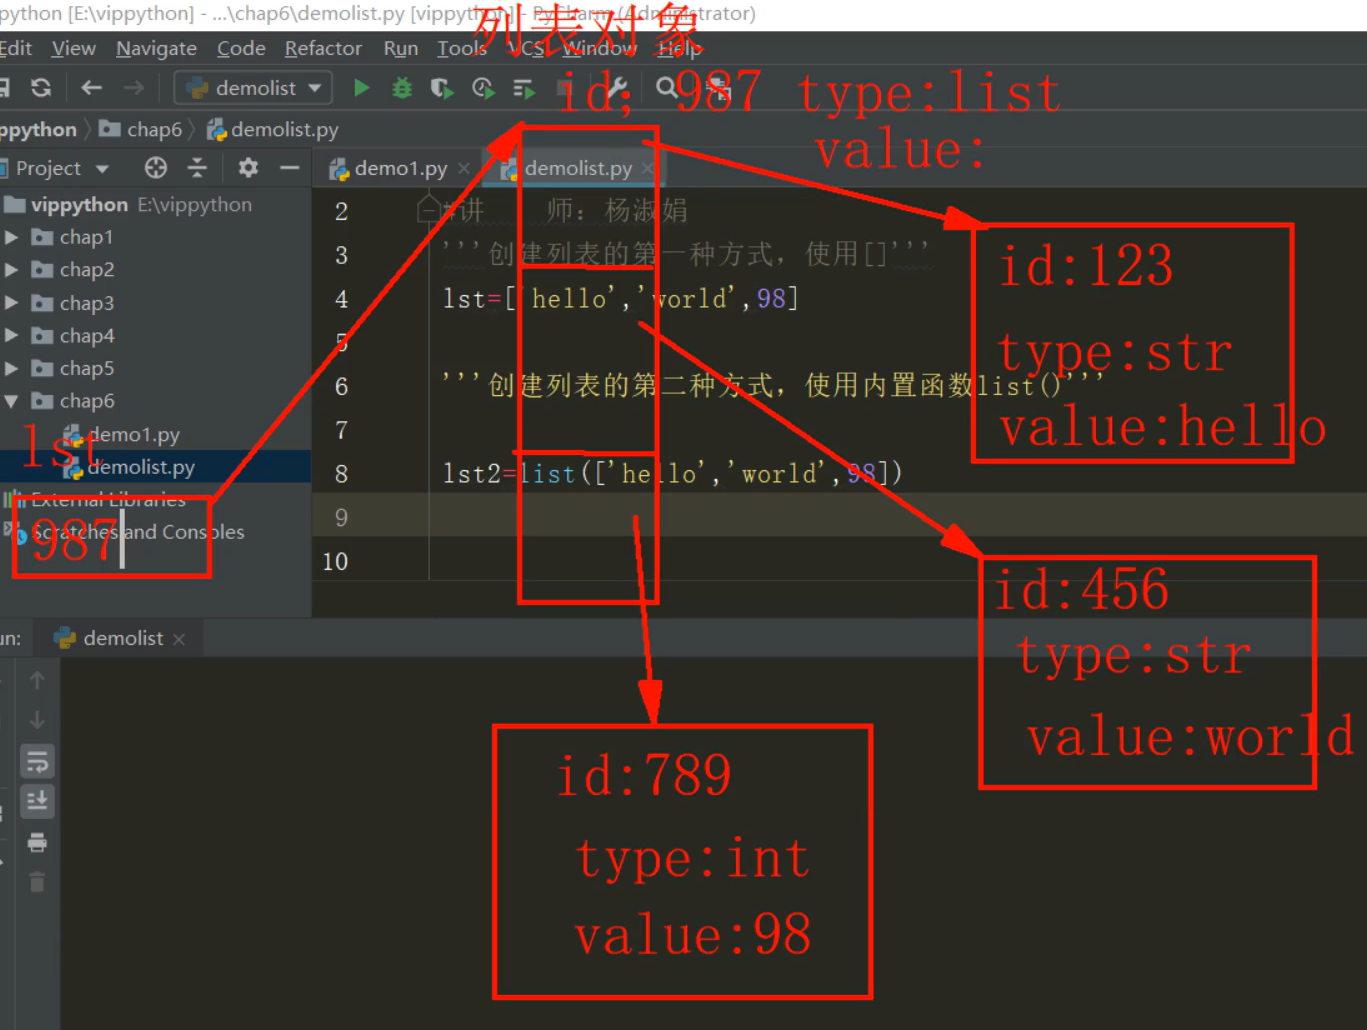 python [E:\vippython] - ...\chap6\demolist.py [vippython] - PyCharm (Administrator)
列表对象
Edit View Navigate Code Refactor Run Tools VCS Window Help
demolist
id; 987 type:list
value:
ppython chap6 demolist.py
Project
demo1.py
demolist.py
vippython E:\vippython
chap1
chap2
chap3
chap4
chap5
chap6
demo1.py
demolist.py
External Libraries
Scratches and Consoles
lst
987
2 #讲 师：杨淑娟
3 '''创建列表的第一种方式，使用[]'''
4 lst=['hello','world',98]
5
6 '''创建列表的第二种方式，使用内置函数list()'''
7
8 lst2=list(['hello','world',98])
9
10
id:123
type:str
value:hello
id:456
type:str
value:world
un: demolist
id:789
type:int
value:98